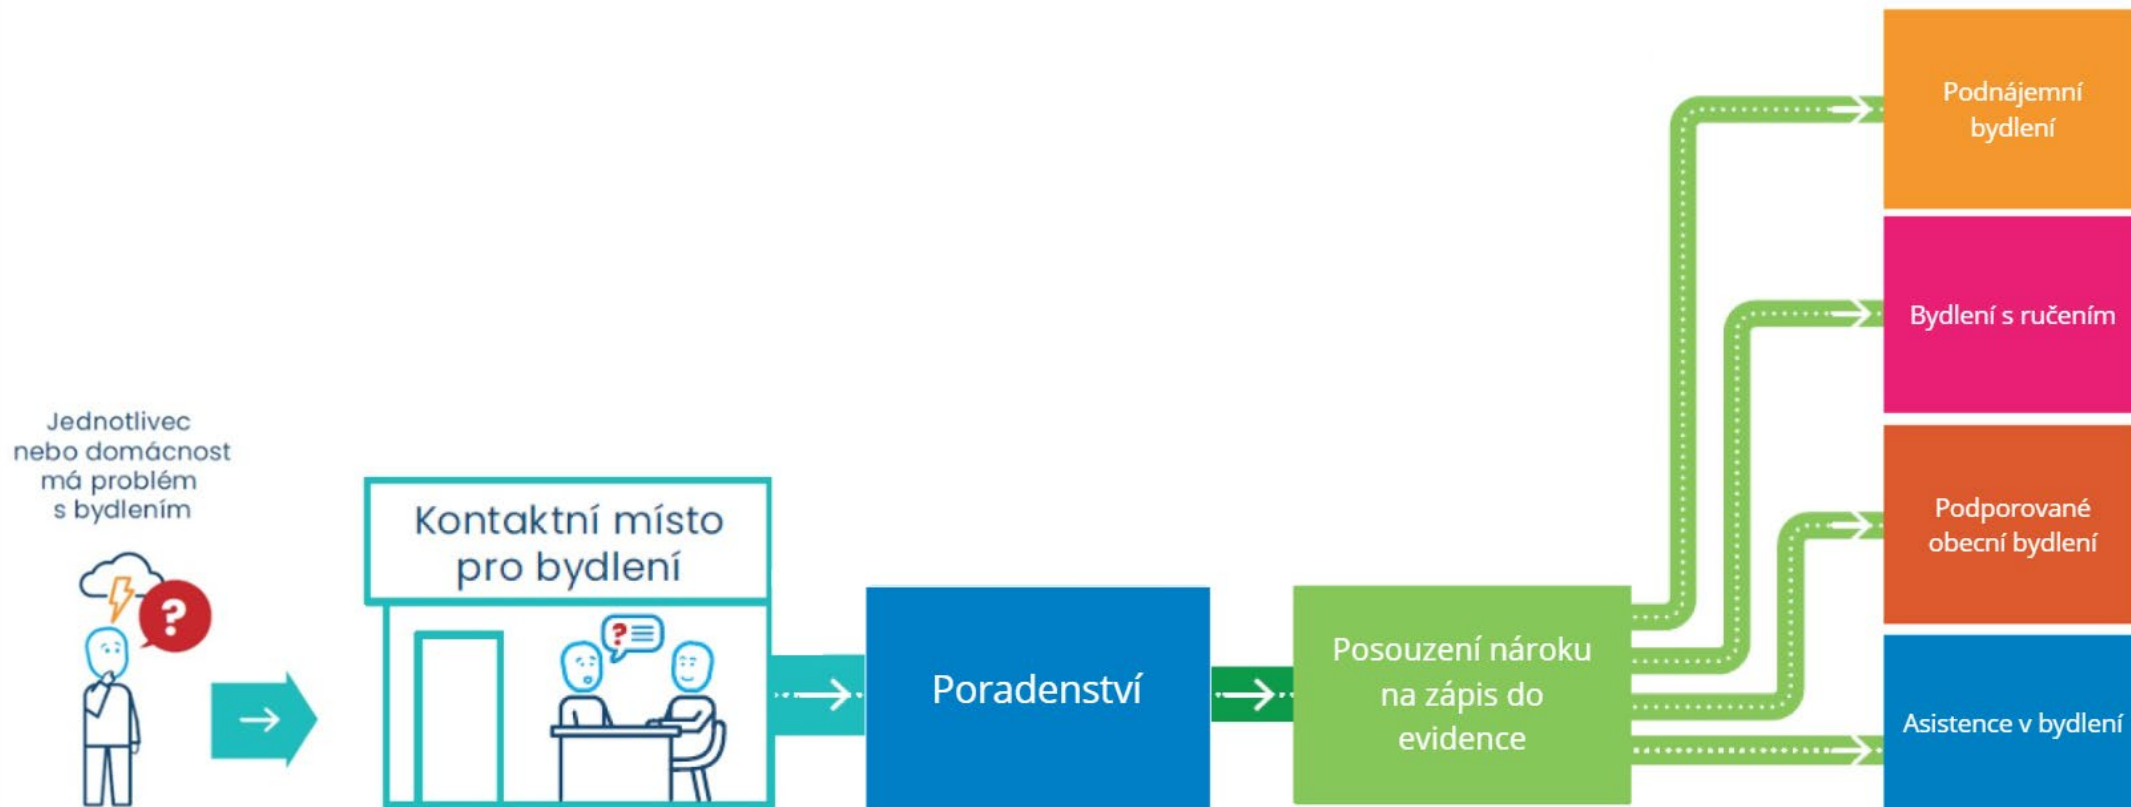 Jednotlivec
nebo domácnost
má problém
s bydlením
?
Kontaktní místo
pro bydlení
?
Poradenství
Posouzení nároku
na zápis do
evidence
Podnájemní
bydlení
Bydlení s ručením
Podporované
obecní bydlení
Asistence v bydlení